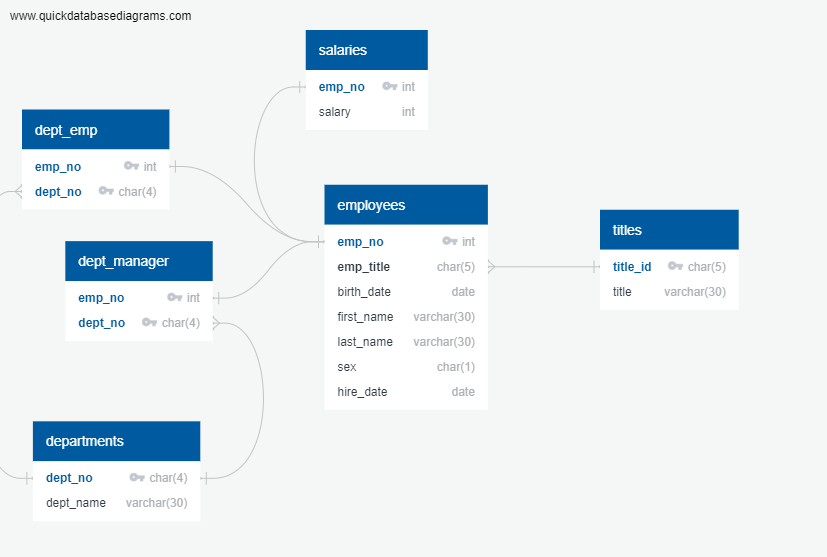 www.quickdatabasediagrams.com
salaries
emp_no int
salary int
dept_emp
emp_no int
dept_no char(4)
employees
emp_no int
emp_title char(5)
birth_date date
first_name varchar(30)
last_name varchar(30)
sex char(1)
hire_date date
titles
title_id char(5)
title varchar(30)
dept_manager
emp_no int
dept_no char(4)
departments
dept_no char(4)
dept_name varchar(30)